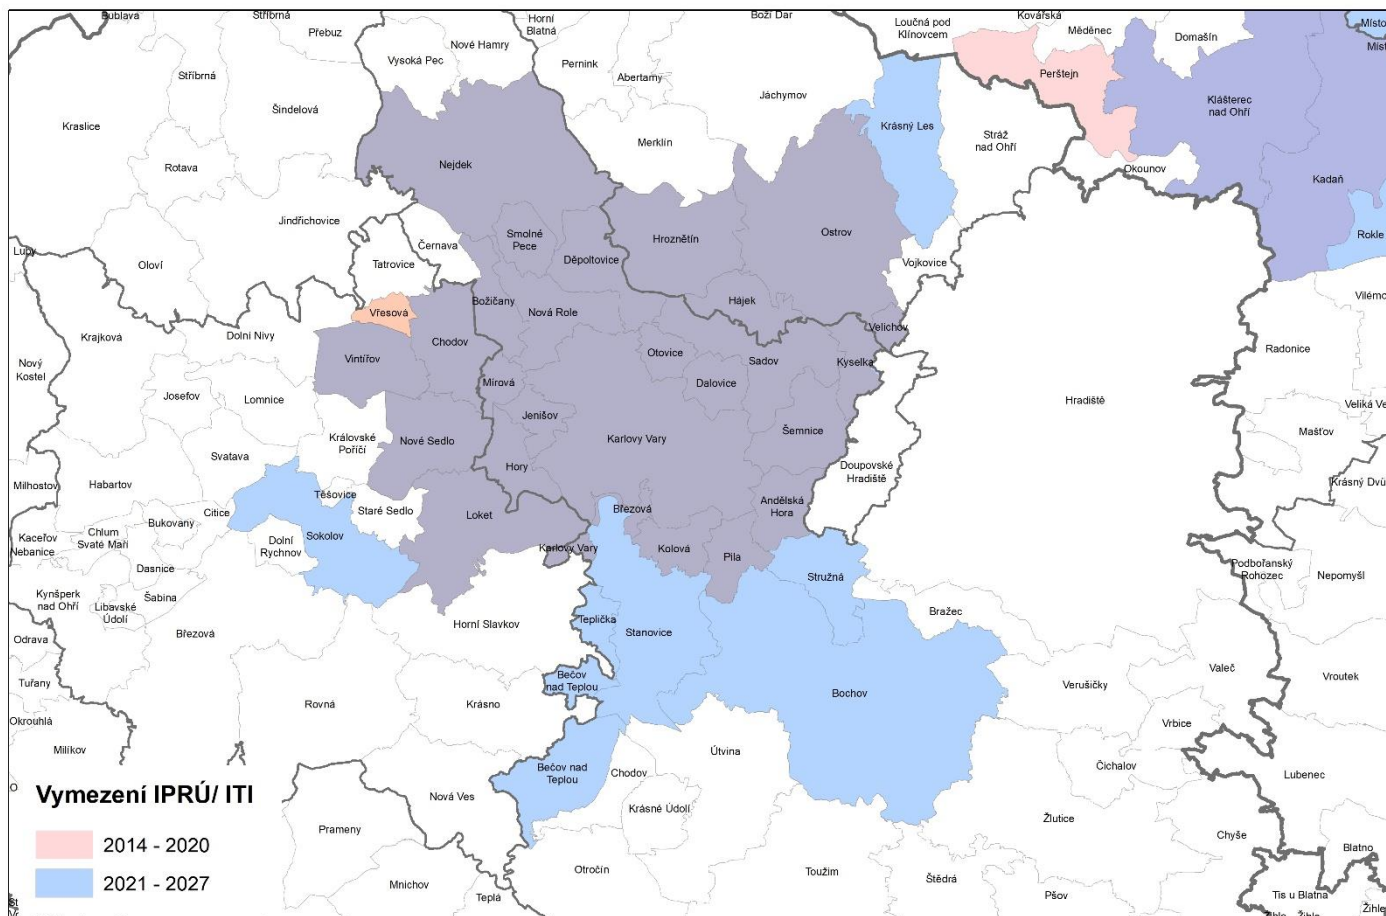 Bublava
Stříbrná
Přebuz
Horní
Blatná
Boží Dar
Loučná pod
Klínovcem
Kovářská
Měděnec
Domašín
Nové Hamry
Vysoká Pec
Pernink
Abertamy
Stříbrná
Perštejn
Šindelová
Jáchymov
Klášterec
nad Ohří
Kraslice
Krásný Les
Stráž
nad Ohří
Merklín
Rotava
Nejdek
Okounov
Kadaň
Jindřichovice
Smolné
Pece
Hroznětín
Ostrov
Rokle
Luby
Oloví
Černava
Tatrovice
Děpoltovice
Vojkovice
Božičany
Hájek
Vřesová
Nová Role
Velichov
Krajková
Dolní Nivy
Chodov
Radonice
Nový
Kostel
Vintířov
Otovice
Sadov
Kyselka
Mírová
Dalovice
Josefov
Lomnice
Hradiště
Jenišov
Veliká Ve
Šemnice
Mašťov
Královské
Poříčí
Nové Sedlo
Karlovy Vary
Svatava
Hory
Doupovské
Hradiště
Milhostov
Habartov
Krásný Dvů
Těšovice
Andělská
Hora
Citice
Staré Sedlo
Loket
Březová
Bukovany
Chlum
Svaté Maří
Kaceřov
Nebanice
Sokolov
Dolní
Rychnov
Karlovy Vary
Kolová
Pila
Dasnice
Podbořanský
Rohozec
Nepomyšl
Stružná
Kynšperk
nad Ohří
Šabina
Libavské
Údolí
Bražec
Teplička
Horní Slavkov
Stanovice
Březová
Odrava
Valeč
Tuřany
Bečov
nad Teplou
Verušičky
Vroutek
Bochov
Rovná
Krásno
Okrouhlá
Vrbice
Milíkov
Útvina
Čichalov
Bečov nad
Teplou
Chodov
Lubenec
Vymezení IPRÚ/ ITI
Nová Ves
Krásné Údolí
Žlutice
Prameny
Chyše
2014 - 2020
Blatno
Otročín
Toužim
Štědrá
2021 - 2027
Mnichov
Teplá
Pšov
Tis u Blatna